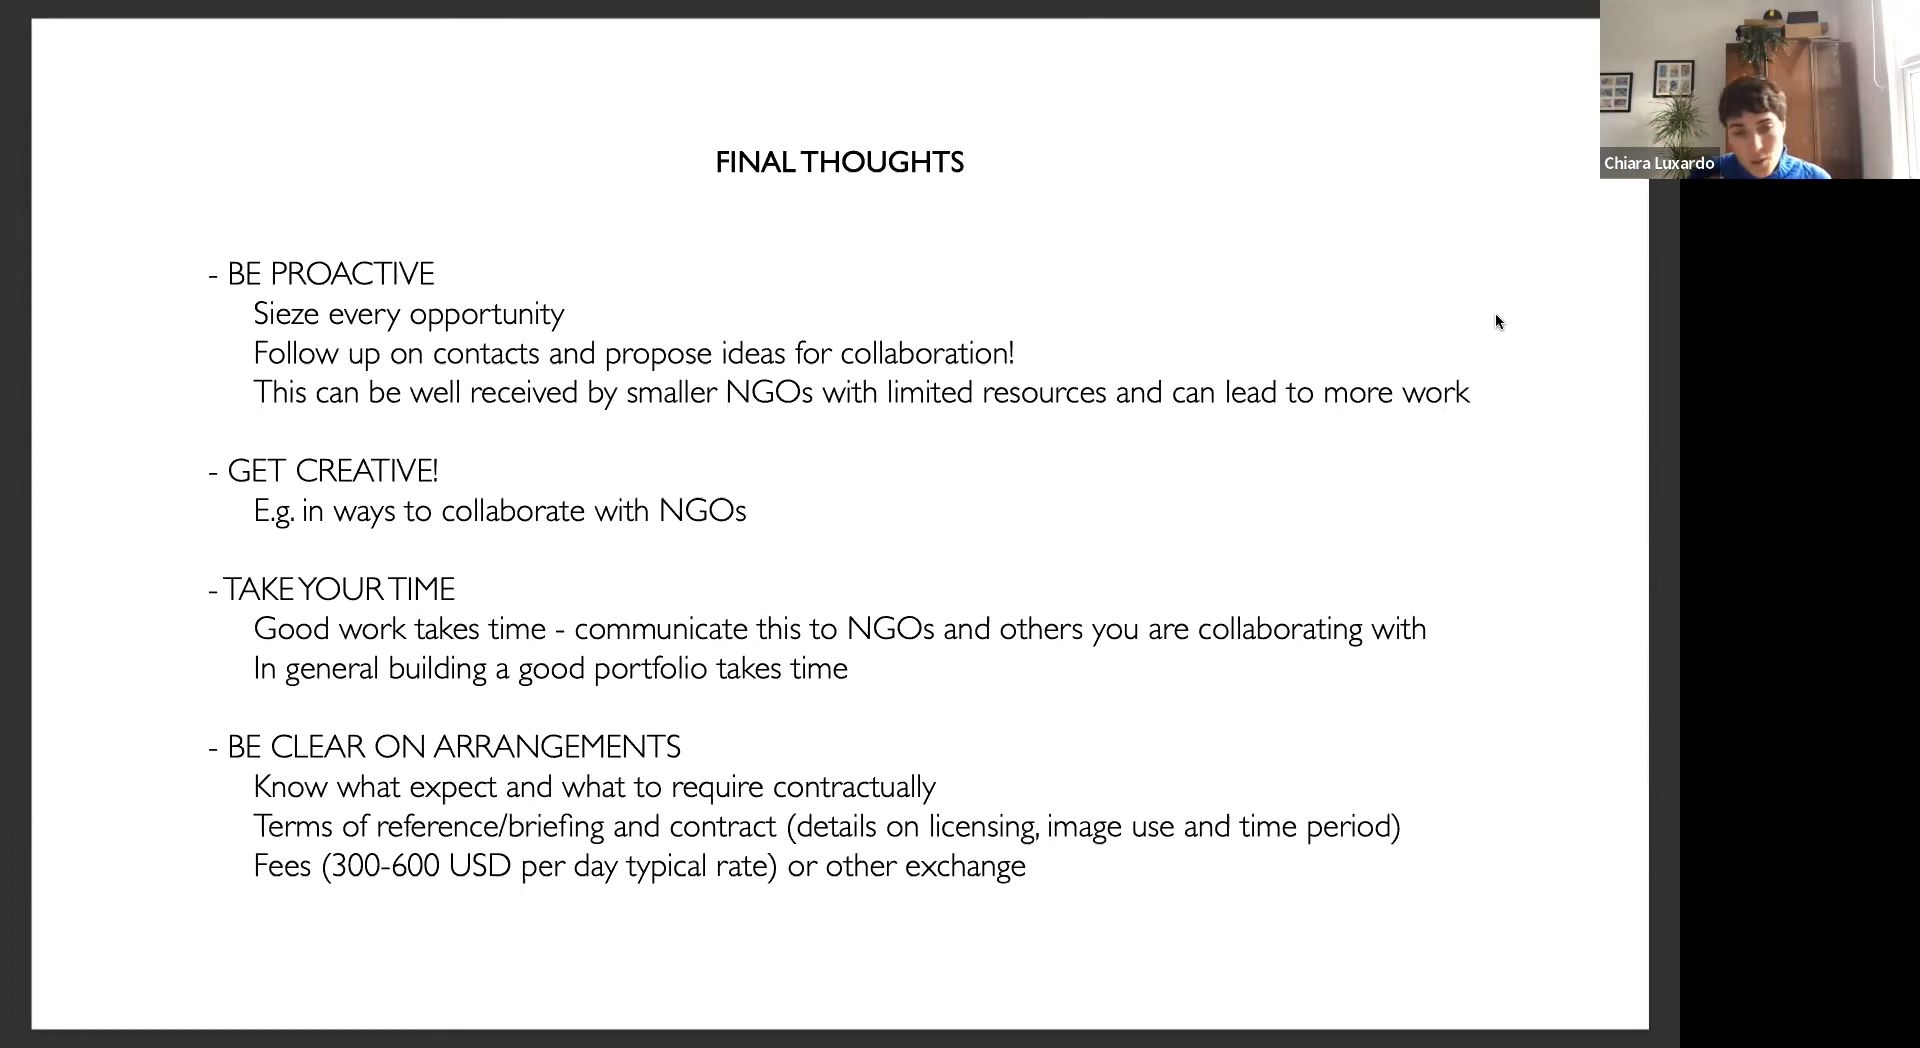 FINAL THOUGHTS
- BE PROACTIVE
Sieze every opportunity
Follow up on contacts and propose ideas for collaboration!
This can be well received by smaller NGOs with limited resources and can lead to more work
- GET CREATIVE!
E.g. in ways to collaborate with NGOs
- TAKE YOUR TIME
Good work takes time - communicate this to NGOs and others you are collaborating with
In general building a good portfolio takes time
- BE CLEAR ON ARRANGEMENTS
Know what expect and what to require contractually
Terms of reference/briefing and contract (details on licensing, image use and time period)
Fees (300-600 USD per day typical rate) or other exchange
Chiara Luxardo